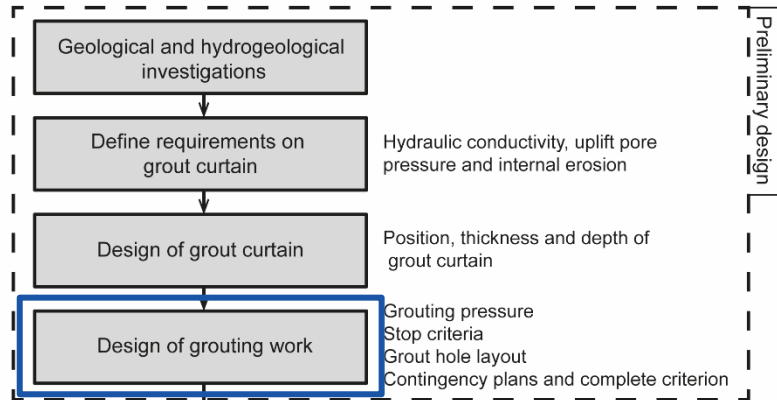 Geological and hydrogeological
investigations
Preliminary design
Define requirements on
grout curtain
Hydraulic conductivity, uplift pore
pressure and internal erosion
Design of grout curtain
Position, thickness and depth of
grout curtain
Design of grouting work
Grouting pressure
Stop criteria
Grout hole layout
Contingency plans and complete criterion